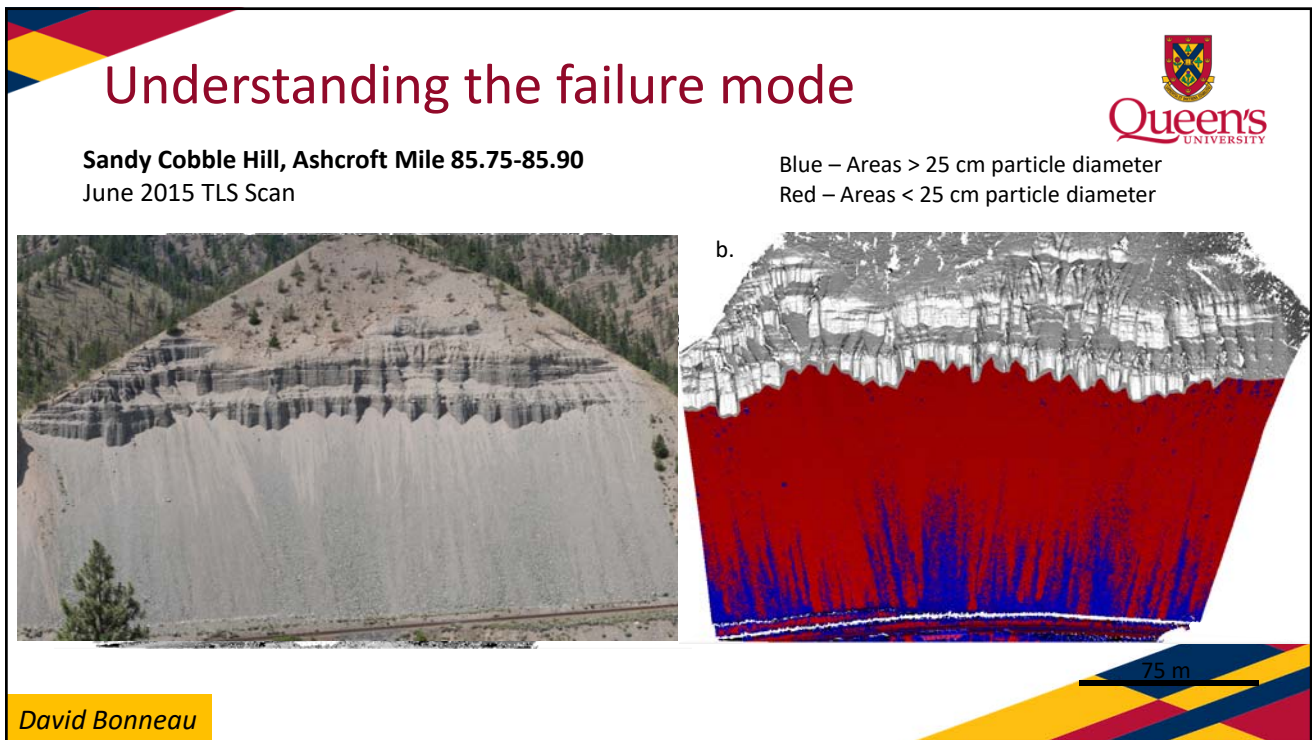 Understanding the failure mode
Queen's
UNIVERSITY
Sandy Cobble Hill, Ashcroft Mile 85.75-85.90
June 2015 TLS Scan
Blue – Areas > 25 cm particle diameter
Red – Areas < 25 cm particle diameter
b.
75 m
David Bonneau